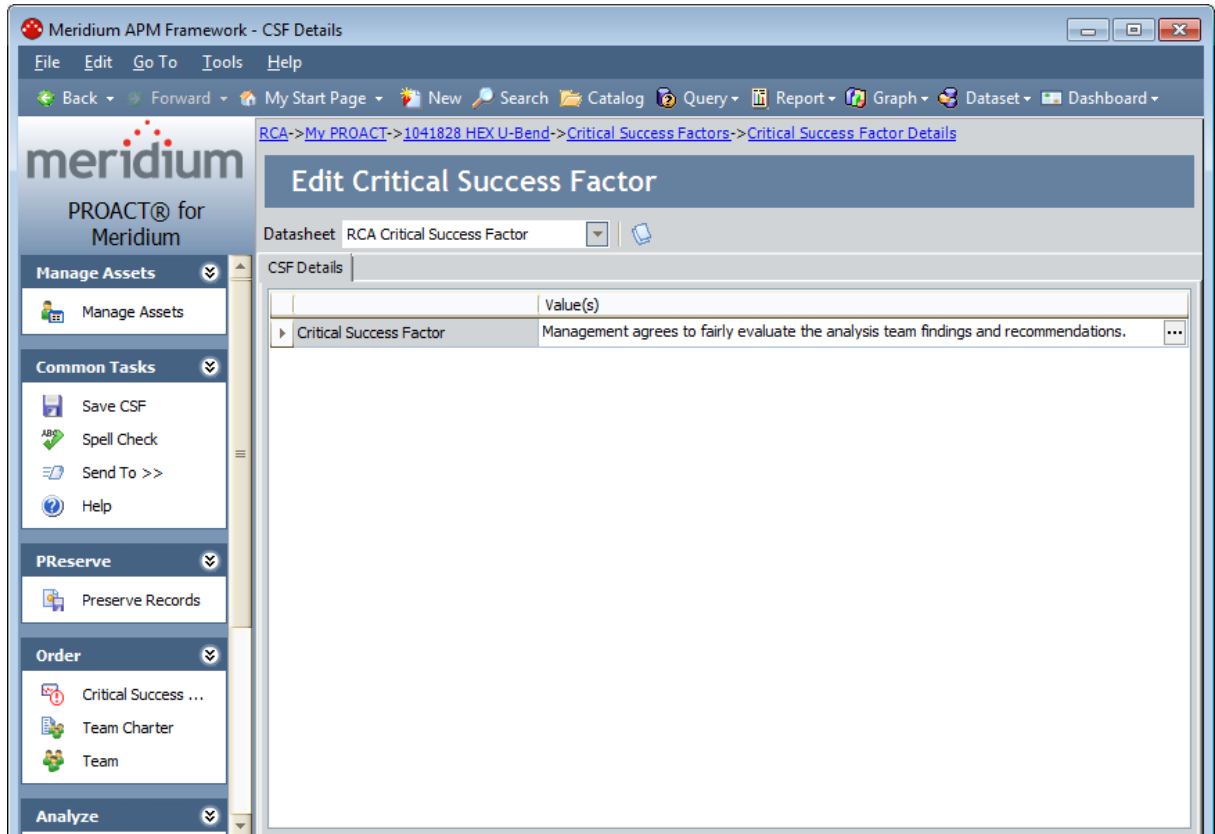 Meridium APM Framework - CSF Details
File Edit Go To Tools Help
Back Forward My Start Page New Search Catalog Query Report Graph Dataset Dashboard
meridium
PROACT® for
Meridium
RCA->My PROACT->1041828 HEX U-Bend->Critical Success Factors->Critical Success Factor Details
Edit Critical Success Factor
Datasheet RCA Critical Success Factor
CSF Details
Value(s)
Critical Success Factor Management agrees to fairly evaluate the analysis team findings and recommendations. ...
Manage Assets
Manage Assets
Common Tasks
Save CSF
ABC Spell Check
Send To >>
Help
PReserve
Preserve Records
Order
Critical Success ...
Team Charter
Team
Analyze